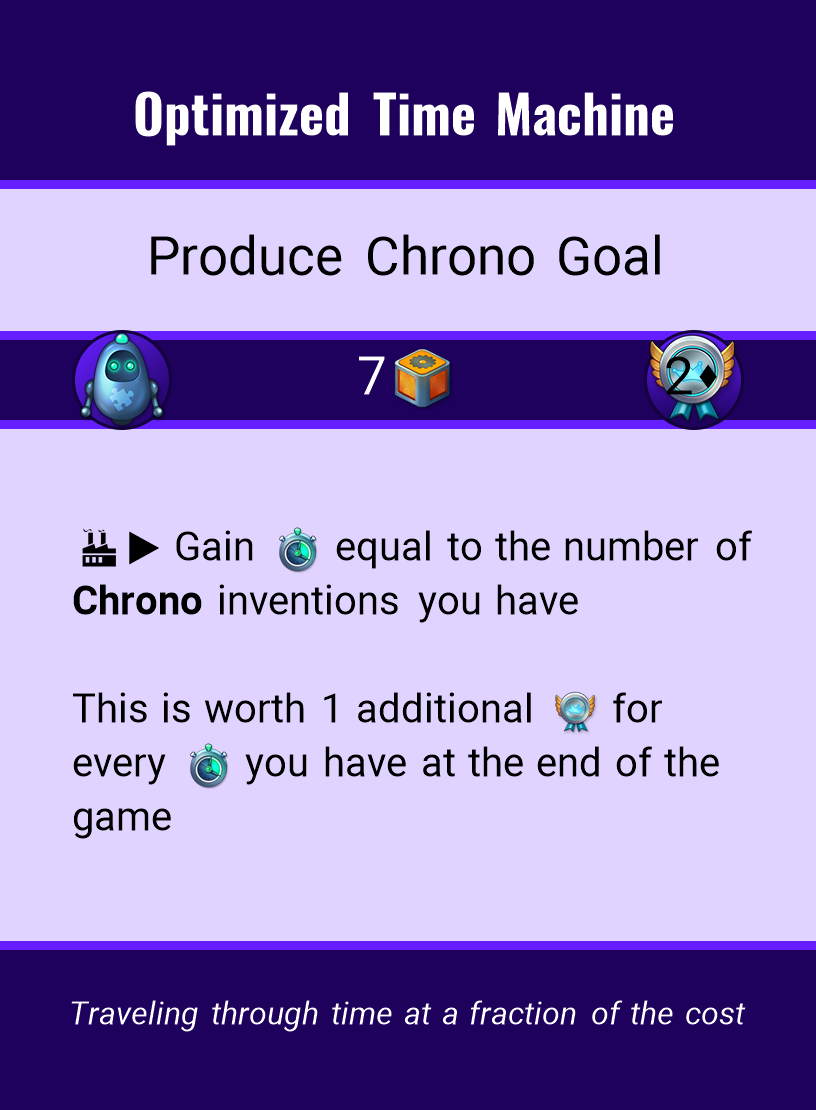 Optimized Time Machine
Produce Chrono Goal
7
2♦
▶ Gain equal to the number of
Chrono inventions you have
This is worth 1 additional for
every you have at the end of the
game
Traveling through time at a fraction of the cost